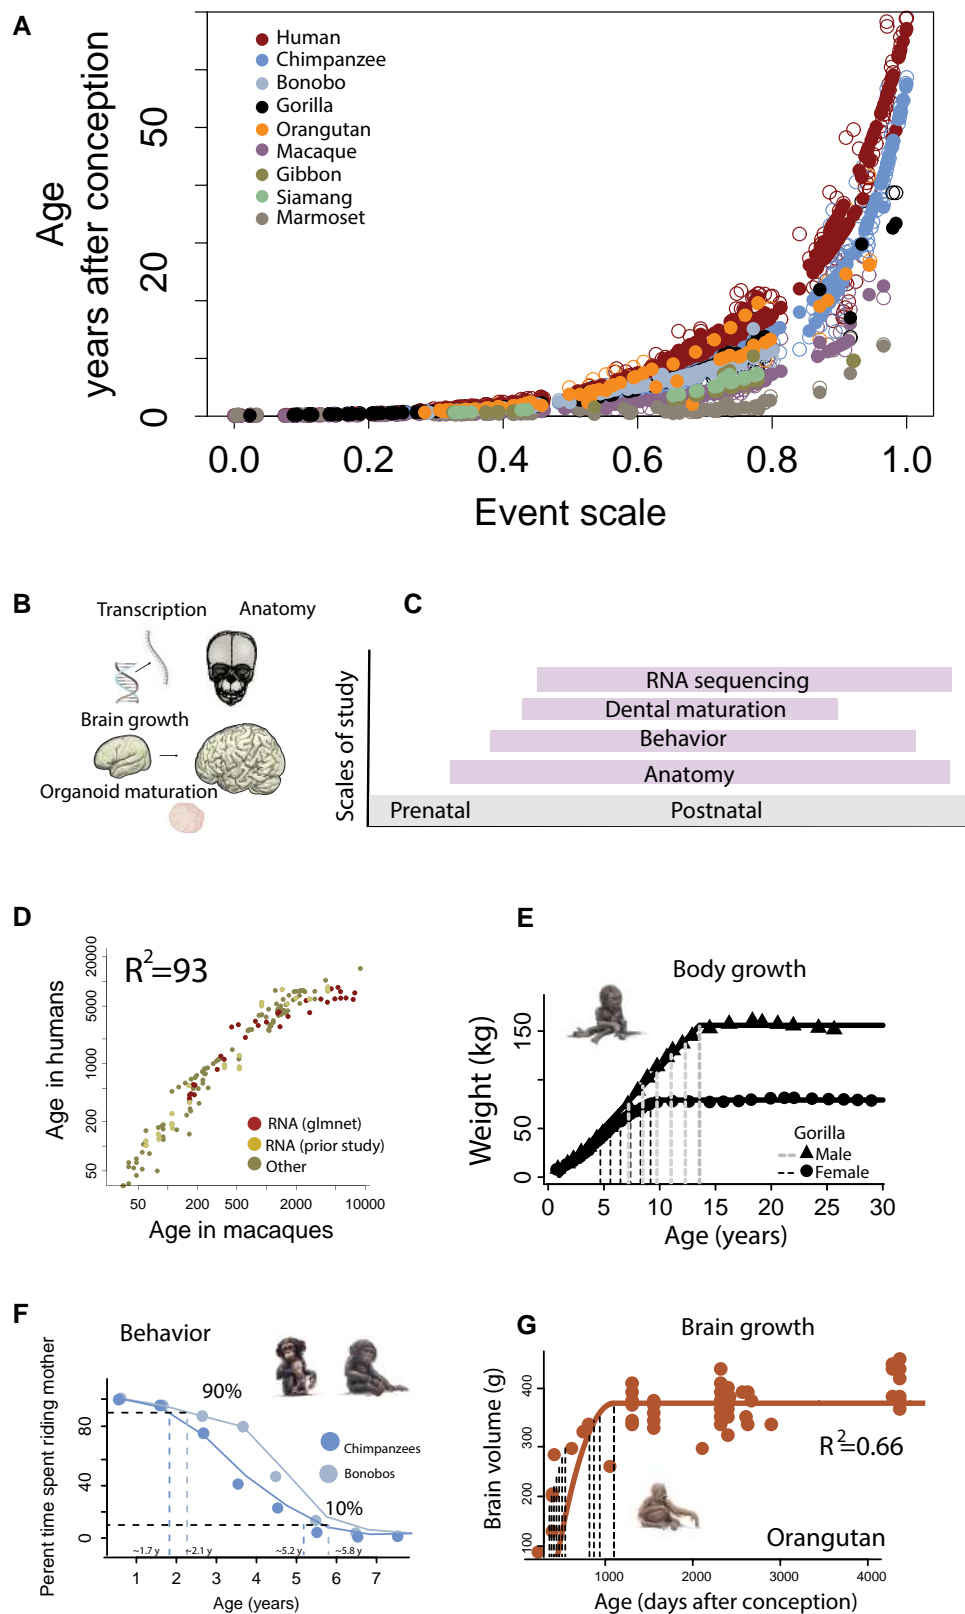 A
Age
years after conception
50
20
0
Human
Chimpanzee
Bonobo
Gorilla
Orangutan
Macaque
Gibbon
Siamang
Marmoset
0.0 0.2 0.4 0.6 0.8 1.0
Event scale
B
Transcription Anatomy
Brain growth
Organoid maturation
C
Scales of study
RNA sequencing
Dental maturation
Behavior
Anatomy
Prenatal Postnatal
D
R2=93
Age in humans
20000
5000
1000
200
50
RNA (glmnet)
RNA (prior study)
Other
50 200 500 2000 10000
Age in macaques
E
Body growth
Weight (kg)
150
50
0
Gorilla
Male
Female
0 5 10 15 20 25 30
Age (years)
F
Behavior
Perent time spent riding mother
80
40
0
90%
Chimpanzees
Bonobos
10%
~1.7 y ~2.1 y ~5.2 y ~5.8 y
1 2 3 4 5 6 7
Age (years)
G
Brain growth
Brain volume (g)
400
300
200
100
R2=0.66
Orangutan
1000 2000 3000 4000
Age (days after conception)